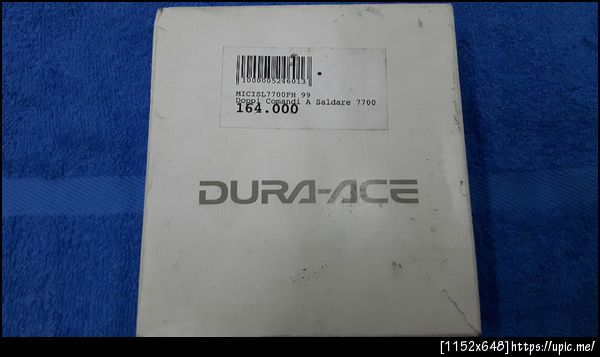 1000005246013
MICISL7700FH 99
Doppi Comandi A Saldare 7700
164.000
DURA-ACE
[1152x648]https://upic.me/